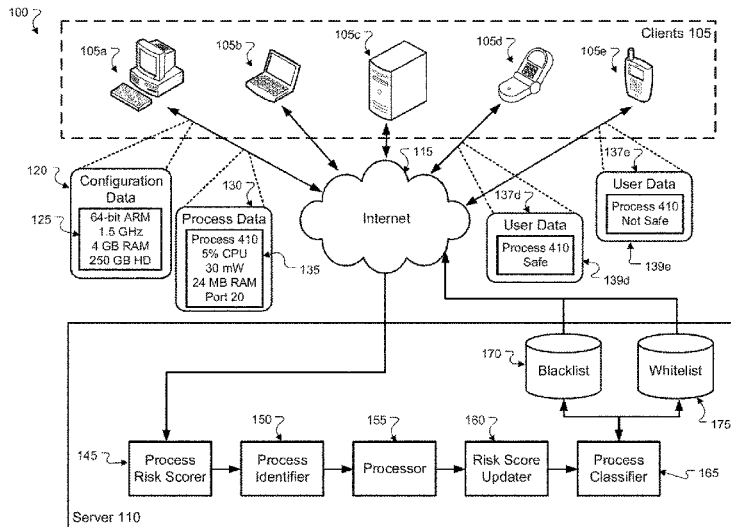 100
105a
105b
105c
105d
105e
Clients 105
120
Configuration
Data
125
64-bit ARM
1.5 GHz
4 GB RAM
250 GB HD
130
Process Data
Process 410
5% CPU
30 mW
24 MB RAM
Port 20
135
115
Internet
137d
User Data
Process 410
Safe
139d
137e
User Data
Process 410
Not Safe
139e
170
Blacklist
Whitelist
175
145
Process
Risk Scorer
150
Process
Identifier
155
Processor
160
Risk Score
Updater
Process
Classifier
165
Server 110